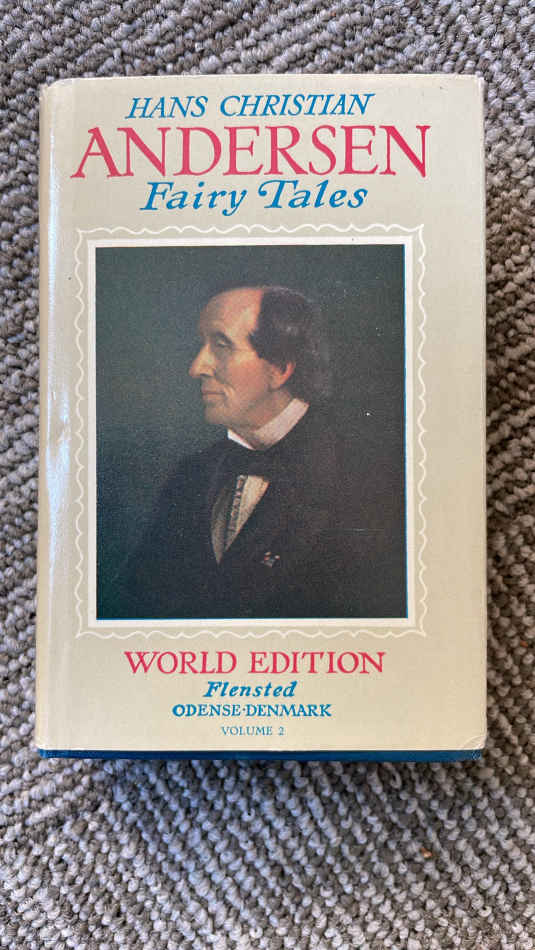 HANS CHRISTIAN
ANDERSEN
Fairy Tales
WORLD EDITION
Flensted
ODENSE·DENMARK
VOLUME 2